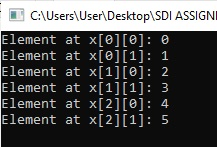 C:\Users\User\Desktop\SDI ASSIGN
Element at x[0][0]: 0
Element at x[0][1]: 1
Element at x[1][0]: 2
Element at x[1][1]: 3
Element at x[2][0]: 4
Element at x[2][1]: 5